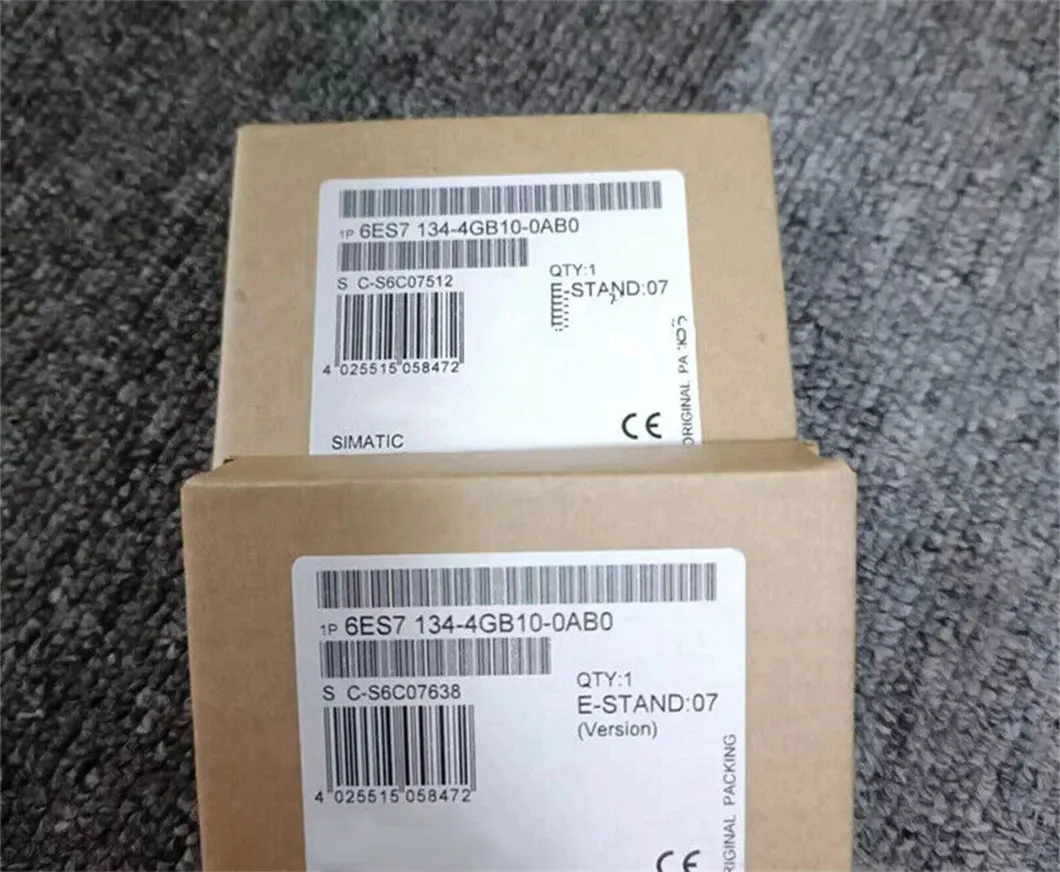 1P 6ES7 134-4GB10-0AB0
S C-S6C07512
QTY:1
E-STAND:07
4 025515 058472
SIMATIC
CE
ORIGINAL
1P 6ES7 134-4GB10-0AB0
S C-S6C07638
QTY:1
E-STAND:07
(Version)
4 025515 058472
CE
ORIGINAL PACKING